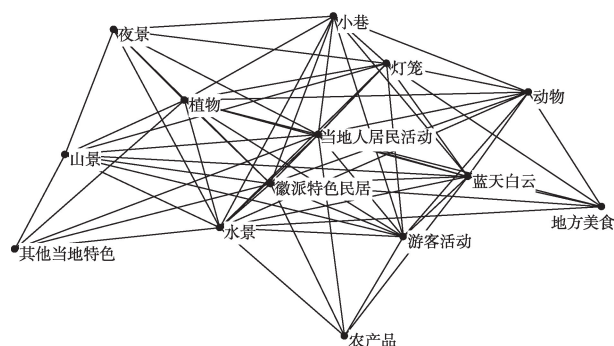 小巷
夜景
灯笼
动物
植物
当地人居民活动
山景
徽派特色民居
蓝天白云
地方美食
水景
游客活动
其他当地特色
农产品